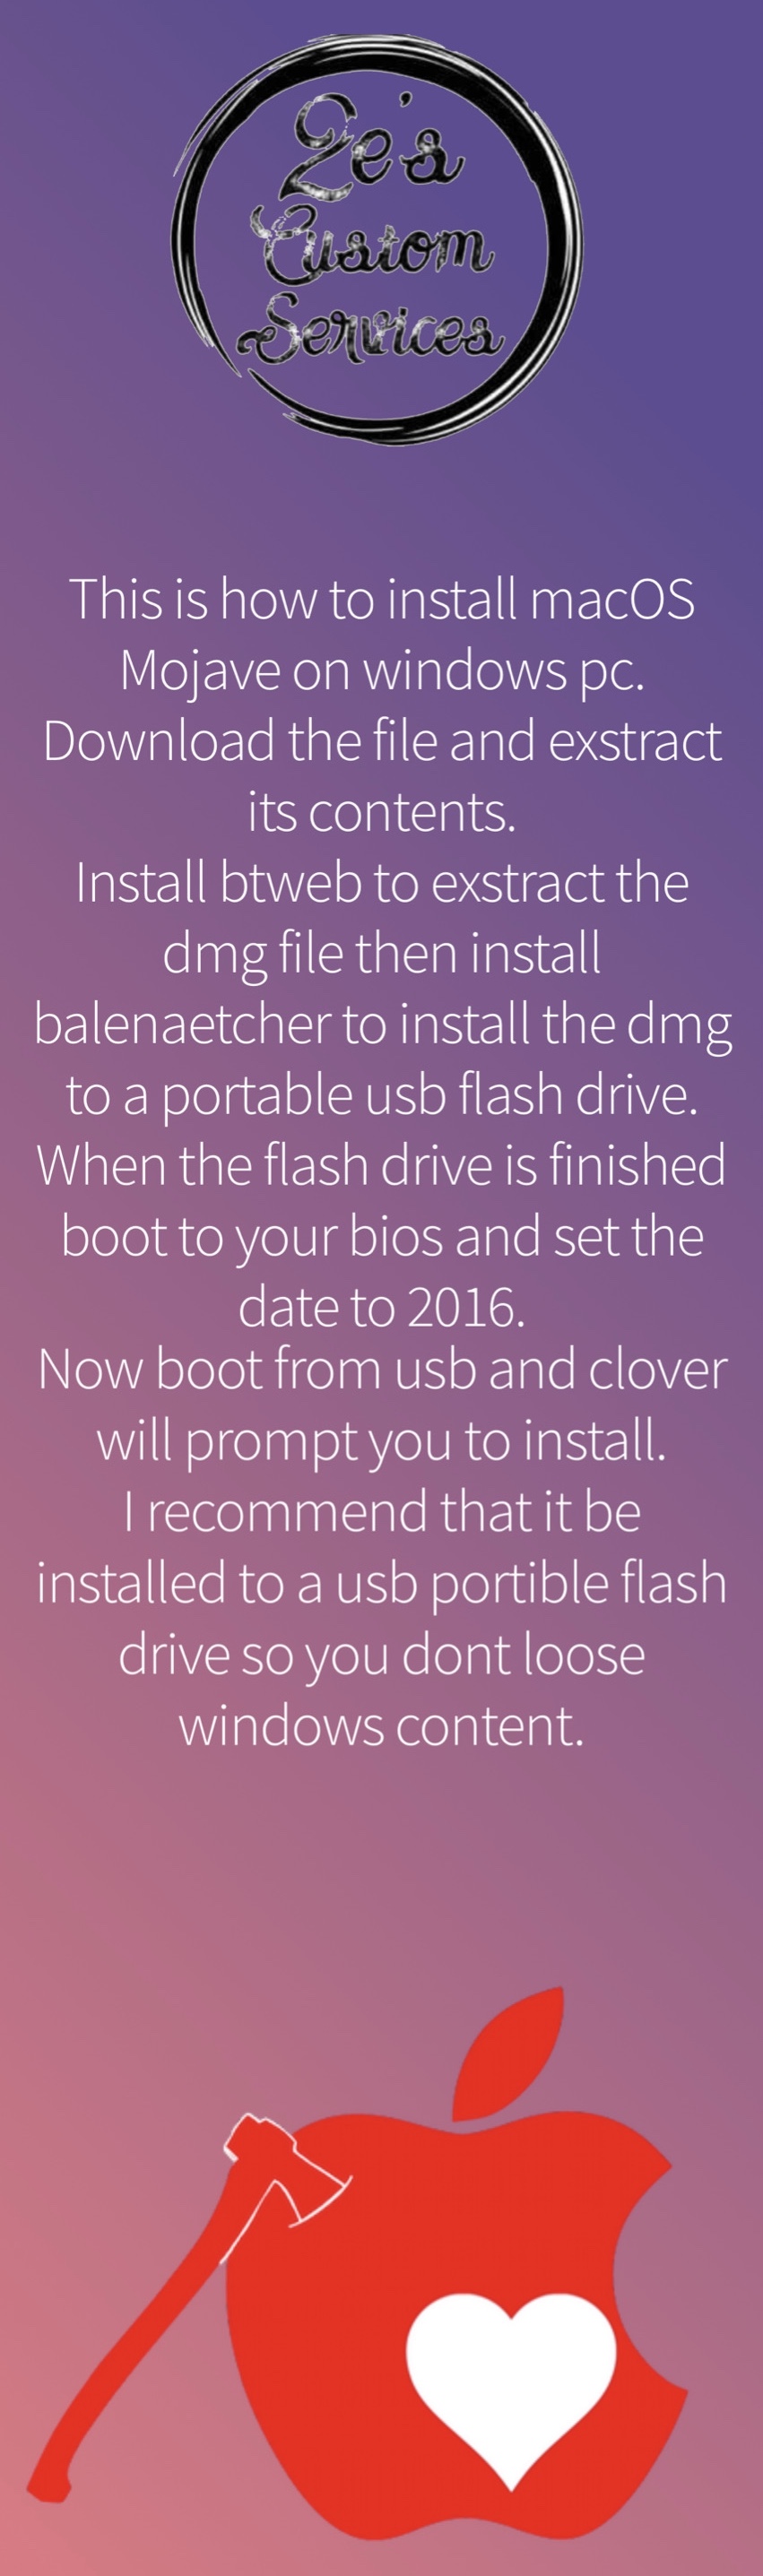 2e's
Custom
Services
This is how to install macOS
Mojave on windows pc.
Download the file and exstract
its contents.
Install btweb to exstract the
dmg file then install
balenaetcher to install the dmg
to a portable usb flash drive.
When the flash drive is finished
boot to your bios and set the
date to 2016.
Now boot from usb and clover
will prompt you to install.
I recommend that it be
installed to a usb portible flash
drive so you dont loose
windows content.